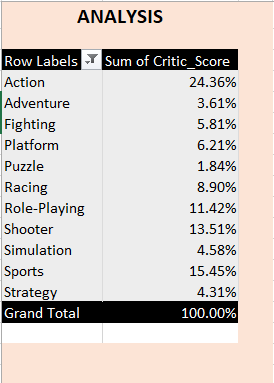 ANALYSIS
Row Labels Sum of Critic_Score
Action 24.36%
Adventure 3.61%
Fighting 5.81%
Platform 6.21%
Puzzle 1.84%
Racing 8.90%
Role-Playing 11.42%
Shooter 13.51%
Simulation 4.58%
Sports 15.45%
Strategy 4.31%
Grand Total 100.00%